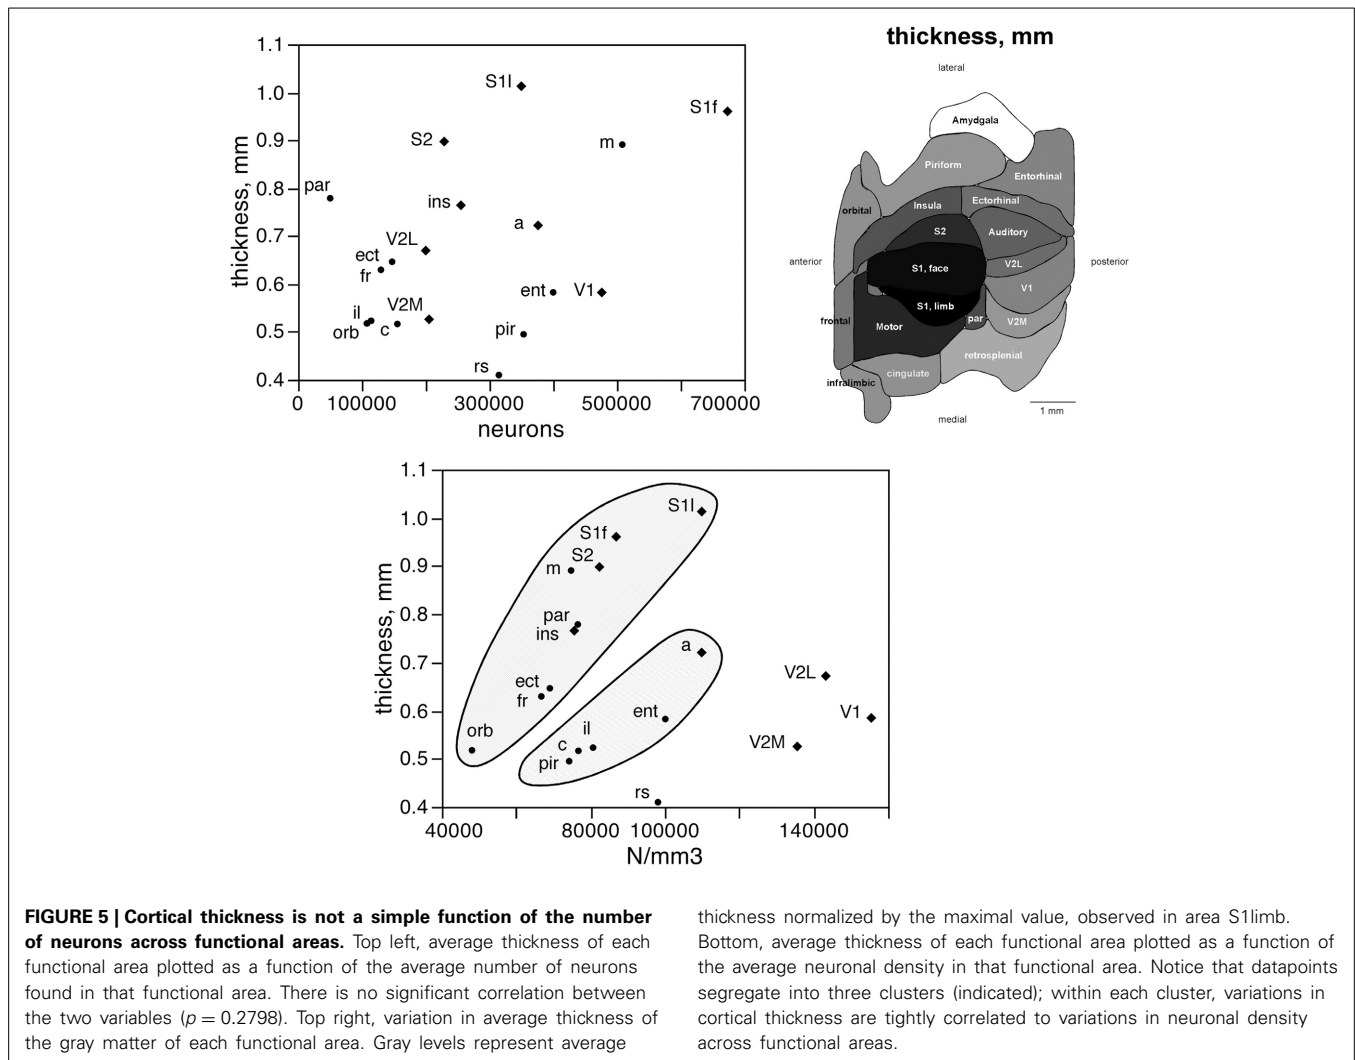 1.1
1.0
0.9
0.8
0.7
0.6
0.5
0.4
thickness, mm
S1l
S1f
S2
m
par
ins
a
V2L
ect
fr
ent
V1
il
V2M
orb
c
pir
rs
0 100000 300000 500000 700000
neurons
thickness, mm
lateral
Amydgala
Piriform
Entorhinal
orbital
Insula
Ectorhinal
S2
Auditory
anterior
S1, face
V2L
posterior
V1
S1, limb
frontal
Motor
par
V2M
retrosplenial
cingulate
infralimbic
1 mm
medial
1.1
1.0
0.9
0.8
0.7
0.6
0.5
0.4
thickness, mm
S1l
S1f
S2
m
par
ins
a
ect
fr
V2L
ent
V1
orb
il
V2M
c
pir
rs
40000 80000 100000 140000
N/mm3
FIGURE 5 | Cortical thickness is not a simple function of the number
of neurons across functional areas. Top left, average thickness of each
functional area plotted as a function of the average number of neurons
found in that functional area. There is no significant correlation between
the two variables (p = 0.2798). Top right, variation in average thickness of
the gray matter of each functional area. Gray levels represent average
thickness normalized by the maximal value, observed in area S1limb.
Bottom, average thickness of each functional area plotted as a function of
the average neuronal density in that functional area. Notice that datapoints
segregate into three clusters (indicated); within each cluster, variations in
cortical thickness are tightly correlated to variations in neuronal density
across functional areas.